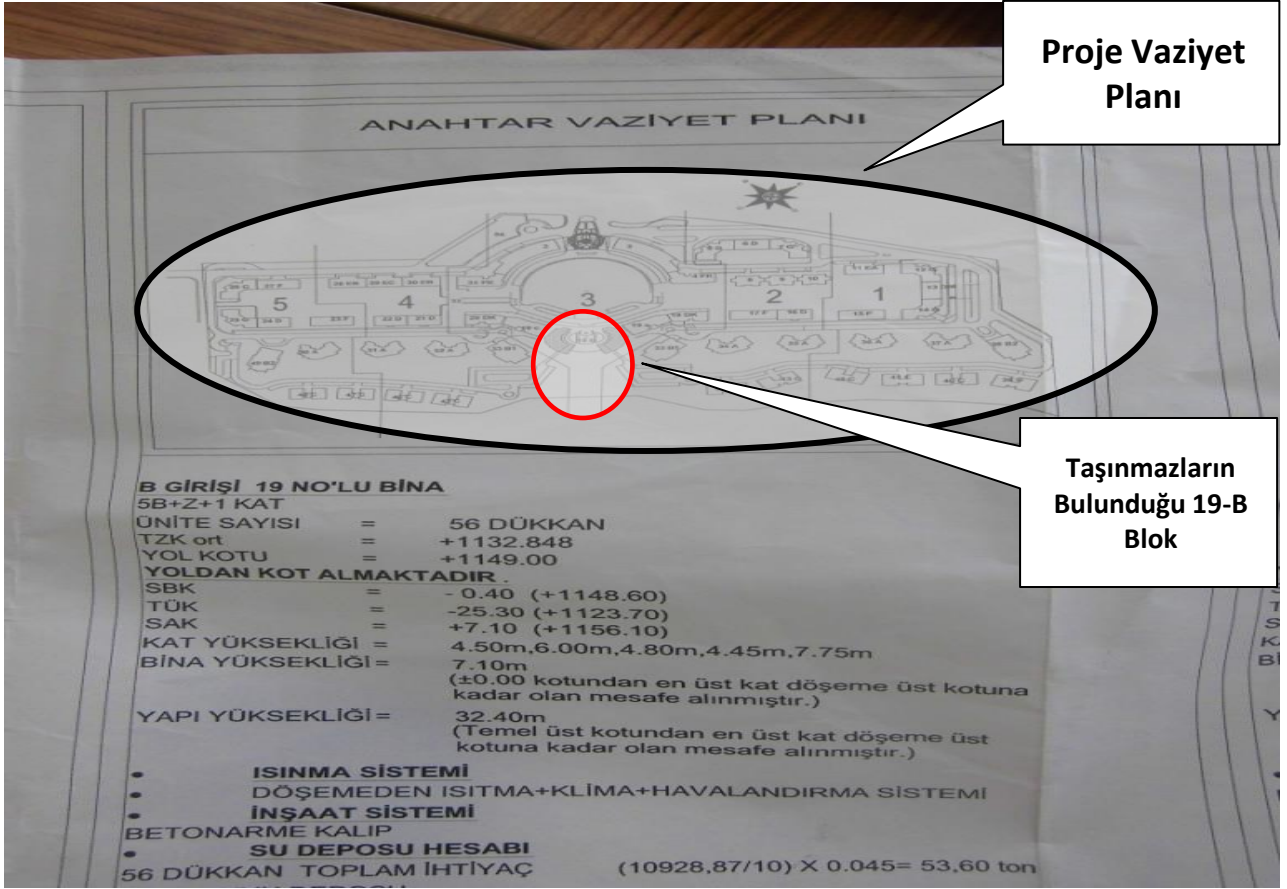 Proje Vaziyet
Planı
ANAHTAR VAZİYET PLANI
5
4
3
2
1
Taşınmazların
Bulunduğu 19-B
Blok
B GİRİŞİ 19 NO'LU BİNA
5B+Z+1 KAT
ÜNİTE SAYISI = 56 DÜKKAN
TZK ort = +1132.848
YOL KOTU = +1149.00
YOLDAN KOT ALMAKTADIR .
SBK = - 0.40 (+1148.60)
TÜK = -25.30 (+1123.70)
SAK = +7.10 (+1156.10)
KAT YÜKSEKLİĞİ = 4.50m,6.00m,4.80m,4.45m,7.75m
BİNA YÜKSEKLİĞİ= 7.10m
(±0.00 kotundan en üst kat döşeme üst kotuna
kadar olan mesafe alınmıştır.)
YAPI YÜKSEKLİĞİ= 32.40m
(Temel üst kotundan en üst kat döşeme üst
kotuna kadar olan mesafe alınmıştır.)
• ISINMA SİSTEMİ
• DÖŞEMEDEN ISITMA+KLİMA+HAVALANDIRMA SİSTEMİ
• İNŞAAT SİSTEMİ
BETONARME KALIP
• SU DEPOSU HESABI
56 DÜKKAN TOPLAM İHTİYAÇ (10928,87/10) X 0.045= 53,60 ton